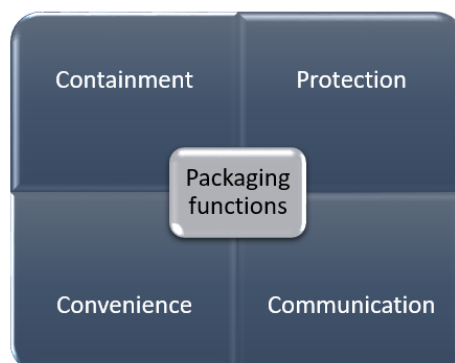 Containment
Protection
Packaging
functions
Convenience
Communication